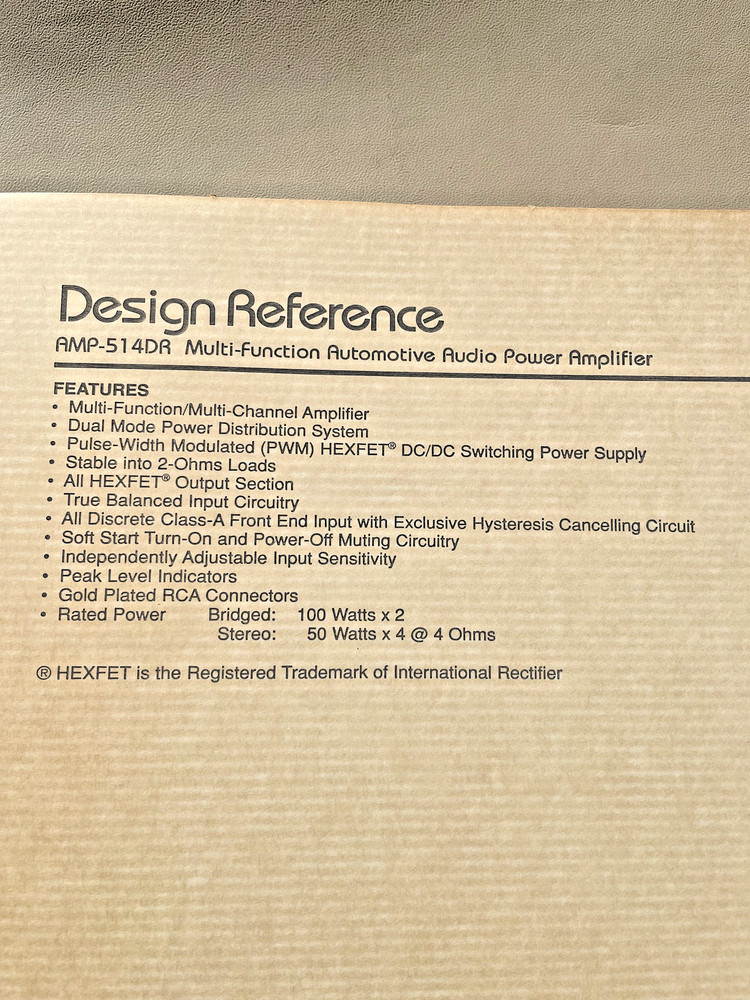 Design Reference
AMP-514DR Multi-Function Automotive Audio Power Amplifier
FEATURES
• Multi-Function/Multi-Channel Amplifier
• Dual Mode Power Distribution System
• Pulse-Width Modulated (PWM) HEXFET® DC/DC Switching Power Supply
• Stable into 2-Ohms Loads
• All HEXFET® Output Section
• True Balanced Input Circuitry
• All Discrete Class-A Front End Input with Exclusive Hysteresis Cancelling Circuit
• Soft Start Turn-On and Power-Off Muting Circuitry
• Independently Adjustable Input Sensitivity
• Peak Level Indicators
• Gold Plated RCA Connectors
• Rated Power Bridged: 100 Watts x 2
Stereo: 50 Watts x 4 @ 4 Ohms
® HEXFET is the Registered Trademark of International Rectifier